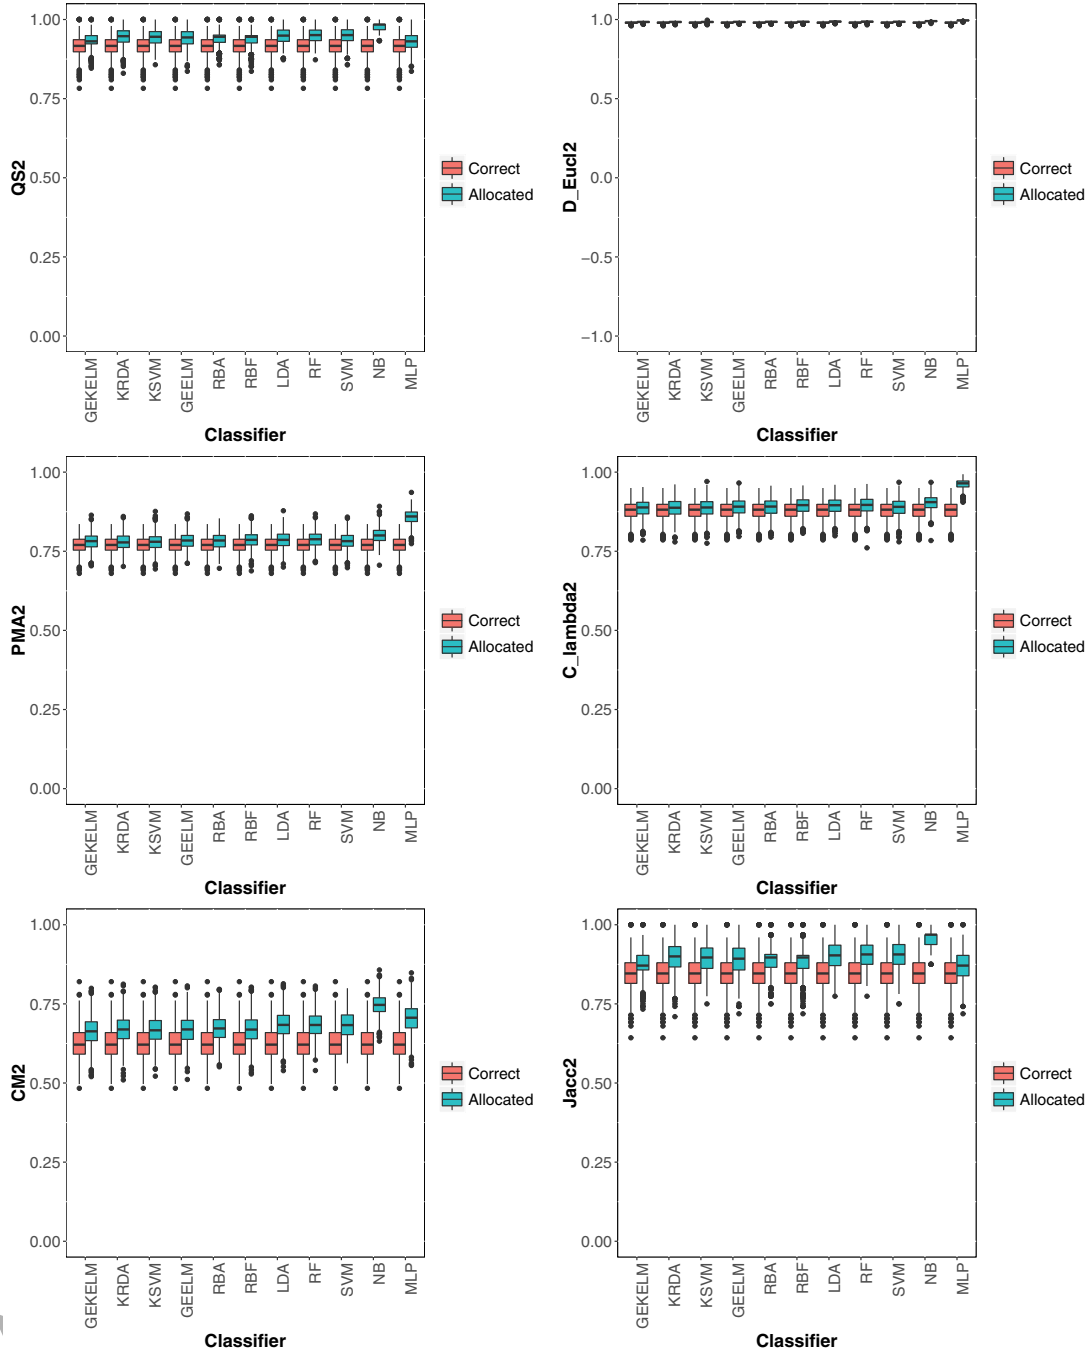 QS2
1.00
0.75
0.50
0.25
0.00
GEKELM
KRDA
KSVM
GEELM
RBA
RBF
LDA
RF
SVM
NB
MLP
Classifier
Correct
Allocated
D_Eucl2
1.0
0.5
0.0
−0.5
−1.0
GEKELM
KRDA
KSVM
GEELM
RBA
RBF
LDA
RF
SVM
NB
MLP
Classifier
Correct
Allocated
PMA2
1.00
0.75
0.50
0.25
0.00
GEKELM
KRDA
KSVM
GEELM
RBA
RBF
LDA
RF
SVM
NB
MLP
Classifier
Correct
Allocated
C_lambda2
1.00
0.75
0.50
0.25
0.00
GEKELM
KRDA
KSVM
GEELM
RBA
RBF
LDA
RF
SVM
NB
MLP
Classifier
Correct
Allocated
CM2
1.00
0.75
0.50
0.25
0.00
GEKELM
KRDA
KSVM
GEELM
RBA
RBF
LDA
RF
SVM
NB
MLP
Classifier
Correct
Allocated
Jacc2
1.00
0.75
0.50
0.25
0.00
GEKELM
KRDA
KSVM
GEELM
RBA
RBF
LDA
RF
SVM
NB
MLP
Classifier
Correct
Allocated